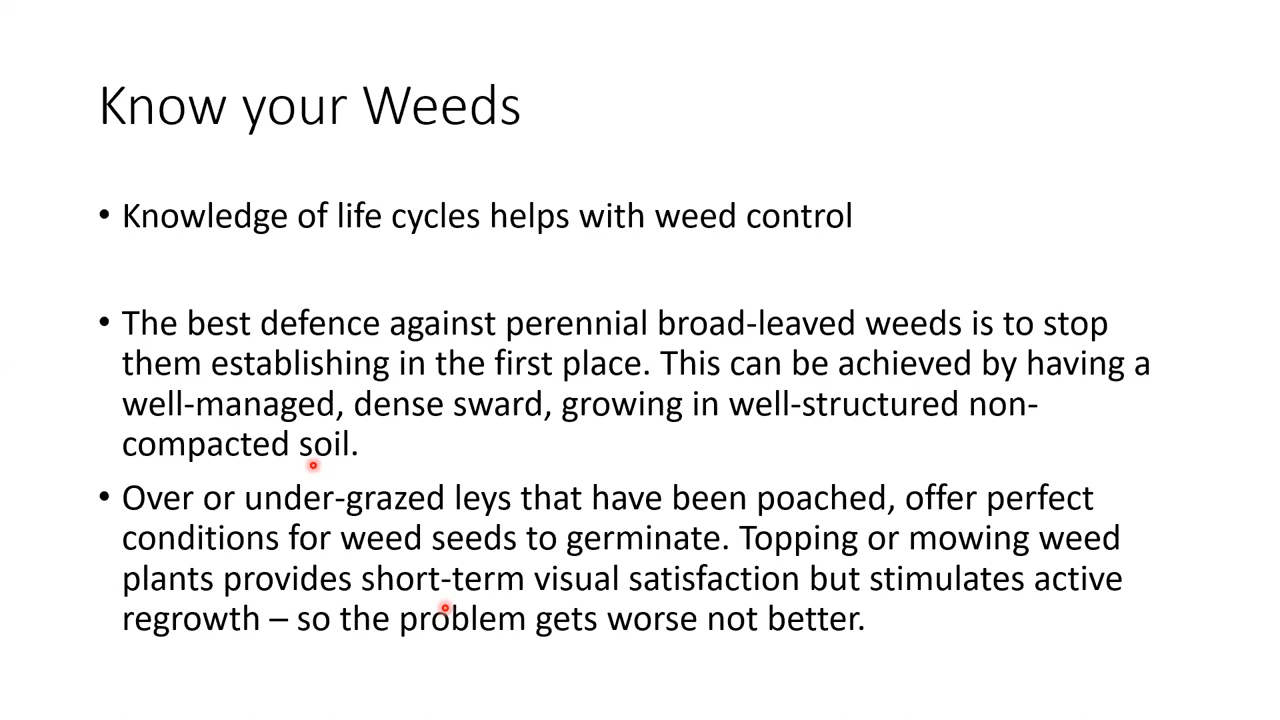 Know your Weeds
• Knowledge of life cycles helps with weed control
• The best defence against perennial broad-leaved weeds is to stop
them establishing in the first place. This can be achieved by having a
well-managed, dense sward, growing in well-structured non-
compacted soil.
• Over or under-grazed leys that have been poached, offer perfect
conditions for weed seeds to germinate. Topping or mowing weed
plants provides short-term visual satisfaction but stimulates active
regrowth – so the problem gets worse not better.